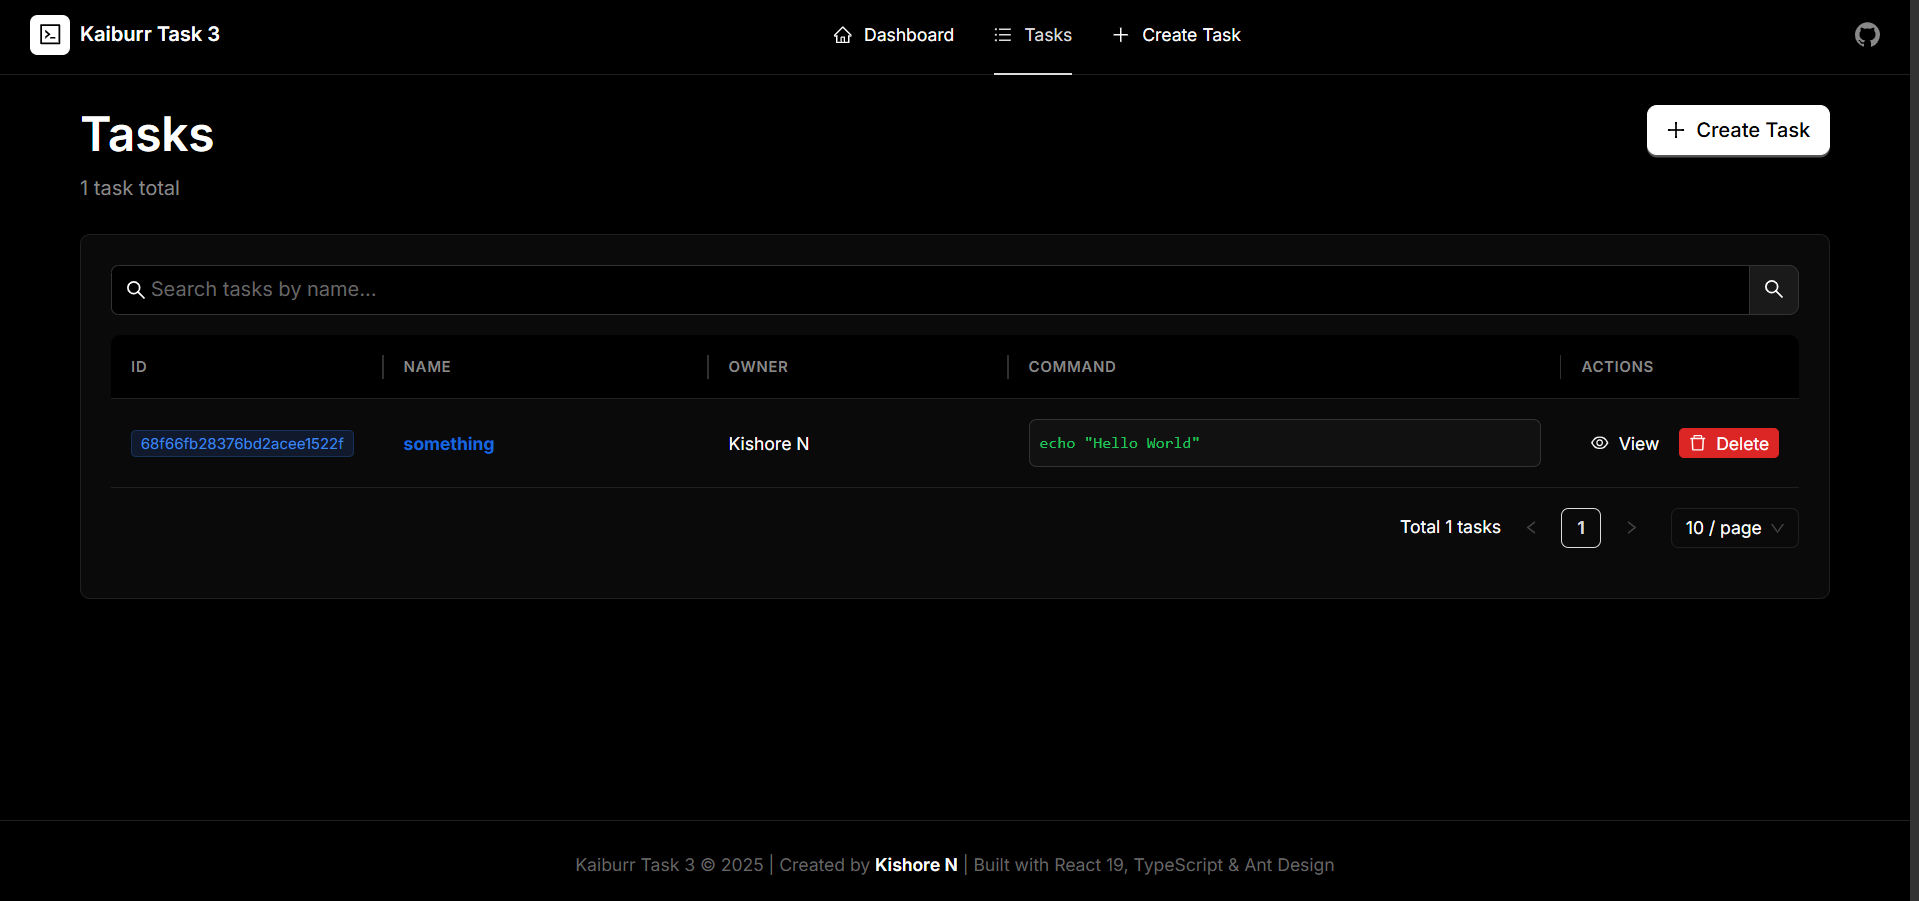 Kaiburr Task 3
Dashboard
Tasks
Create Task
Tasks
Create Task
1 task total
Search tasks by name...
ID NAME OWNER COMMAND ACTIONS
68f66fb28376bd2acee1522f something Kishore N echo "Hello World" View Delete
Total 1 tasks 1 10 / page
Kaiburr Task 3 © 2025 | Created by Kishore N | Built with React 19, TypeScript & Ant Design